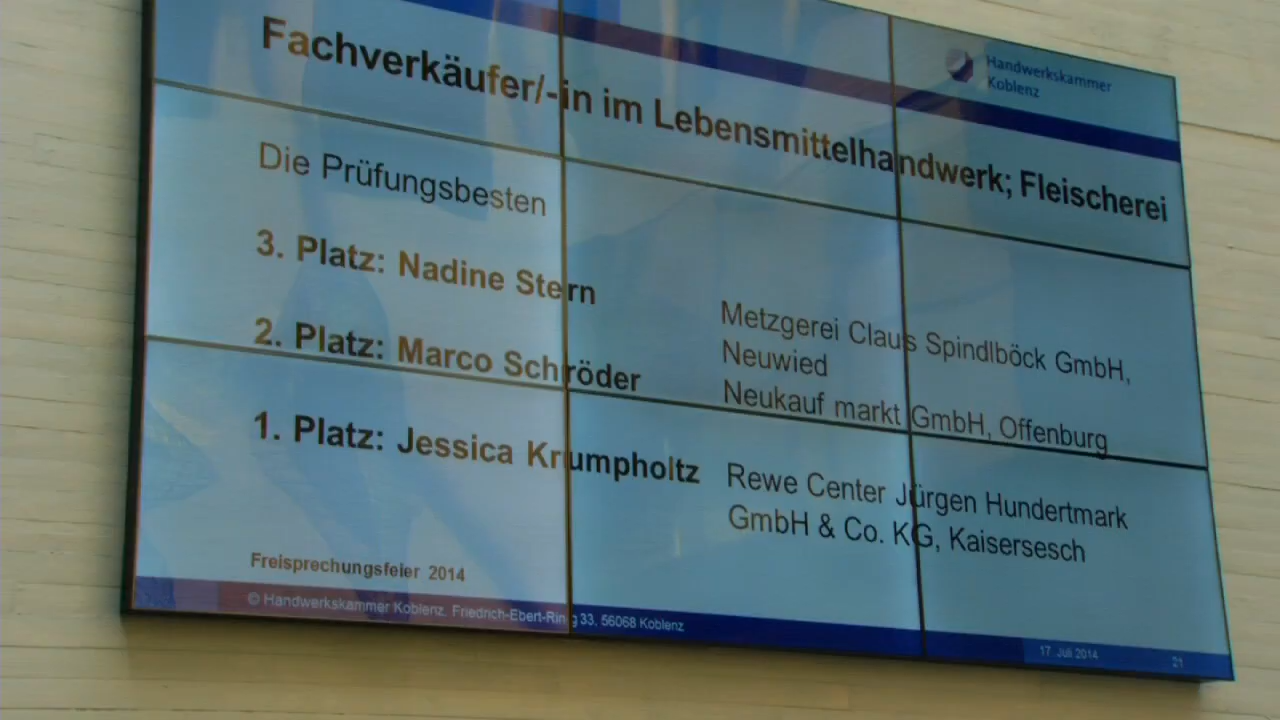 Handwerkskammer
Koblenz
Fachverkäufer/-in im Lebensmittelhandwerk; Fleischerei
Die Prüfungsbesten
3. Platz: Nadine Stern
Metzgerei Claus Spindlböck GmbH,
Neuwied
2. Platz: Marco Schröder
Neukauf markt GmbH, Offenburg
1. Platz: Jessica Krumpholtz
Rewe Center Jürgen Hundertmark
GmbH & Co. KG, Kaisersesch
Freisprechungsfeier 2014
© Handwerkskammer Koblenz, Friedrich-Ebert-Ring 33, 56068 Koblenz
17. Juli 2014
21